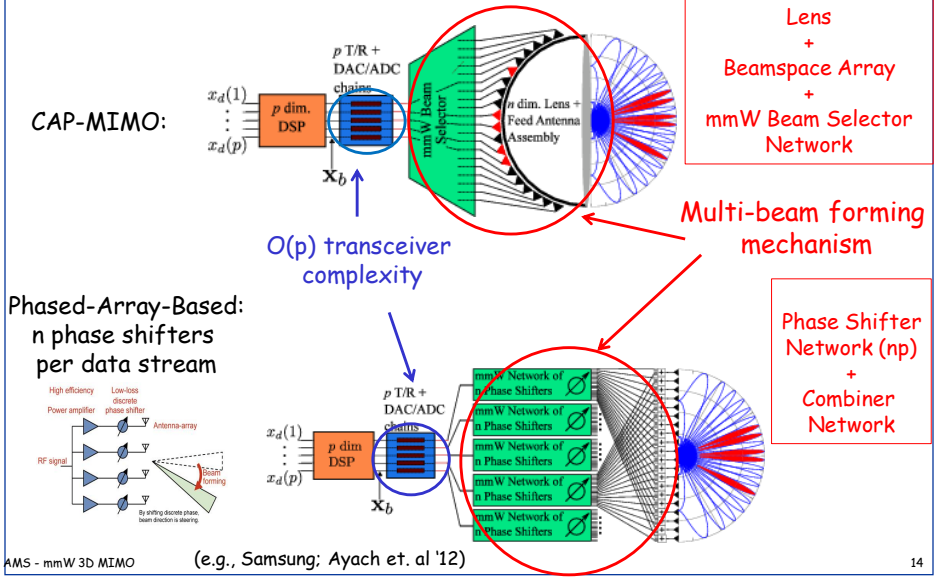 CAP-MIMO:
x_d(1)
x_d(p)
p dim.
DSP
p T/R +
DAC/ADC
chains
x_b
mmW Beam
Selector
n dim. Lens +
Feed Antenna
Assembly
Lens
+
Beamspace Array
+
mmW Beam Selector
Network
O(p) transceiver
complexity
Multi-beam forming
mechanism
Phased-Array-Based:
n phase shifters
per data stream
High efficiency
Power amplifier
Low-loss
discrete
phase shifter
Antenna-array
RF signal
Beam
forming
By shifting discrete phase,
beam direction is steering.
x_d(1)
x_d(p)
p dim
DSP
p T/R +
DAC/ADC
chains
x_b
mmW Network of
n Phase Shifters
mmW Network of
n Phase Shifters
mmW Network of
n Phase Shifters
mmW Network of
n Phase Shifters
mmW Network of
n Phase Shifters
Phase Shifter
Network (np)
+
Combiner
Network
AMS - mmW 3D MIMO
(e.g., Samsung; Ayach et. al '12)
14